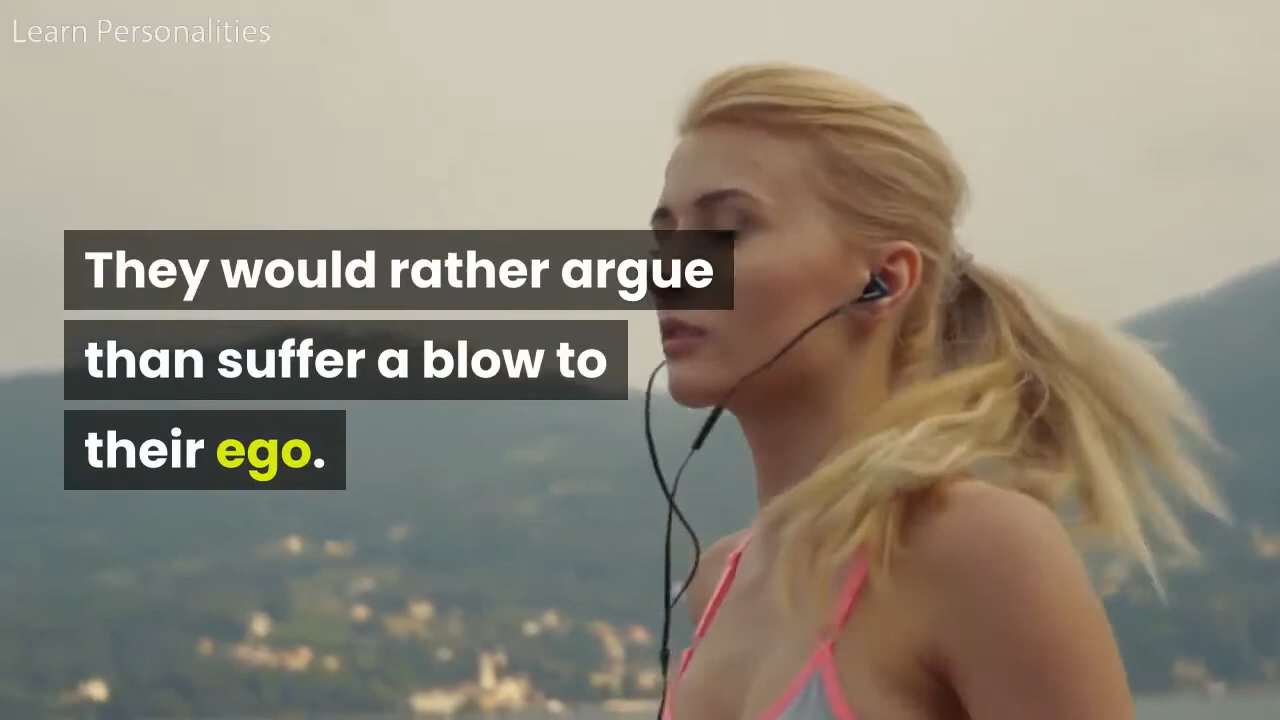 Learn Personalities
They would rather argue
than suffer a blow to
their ego.